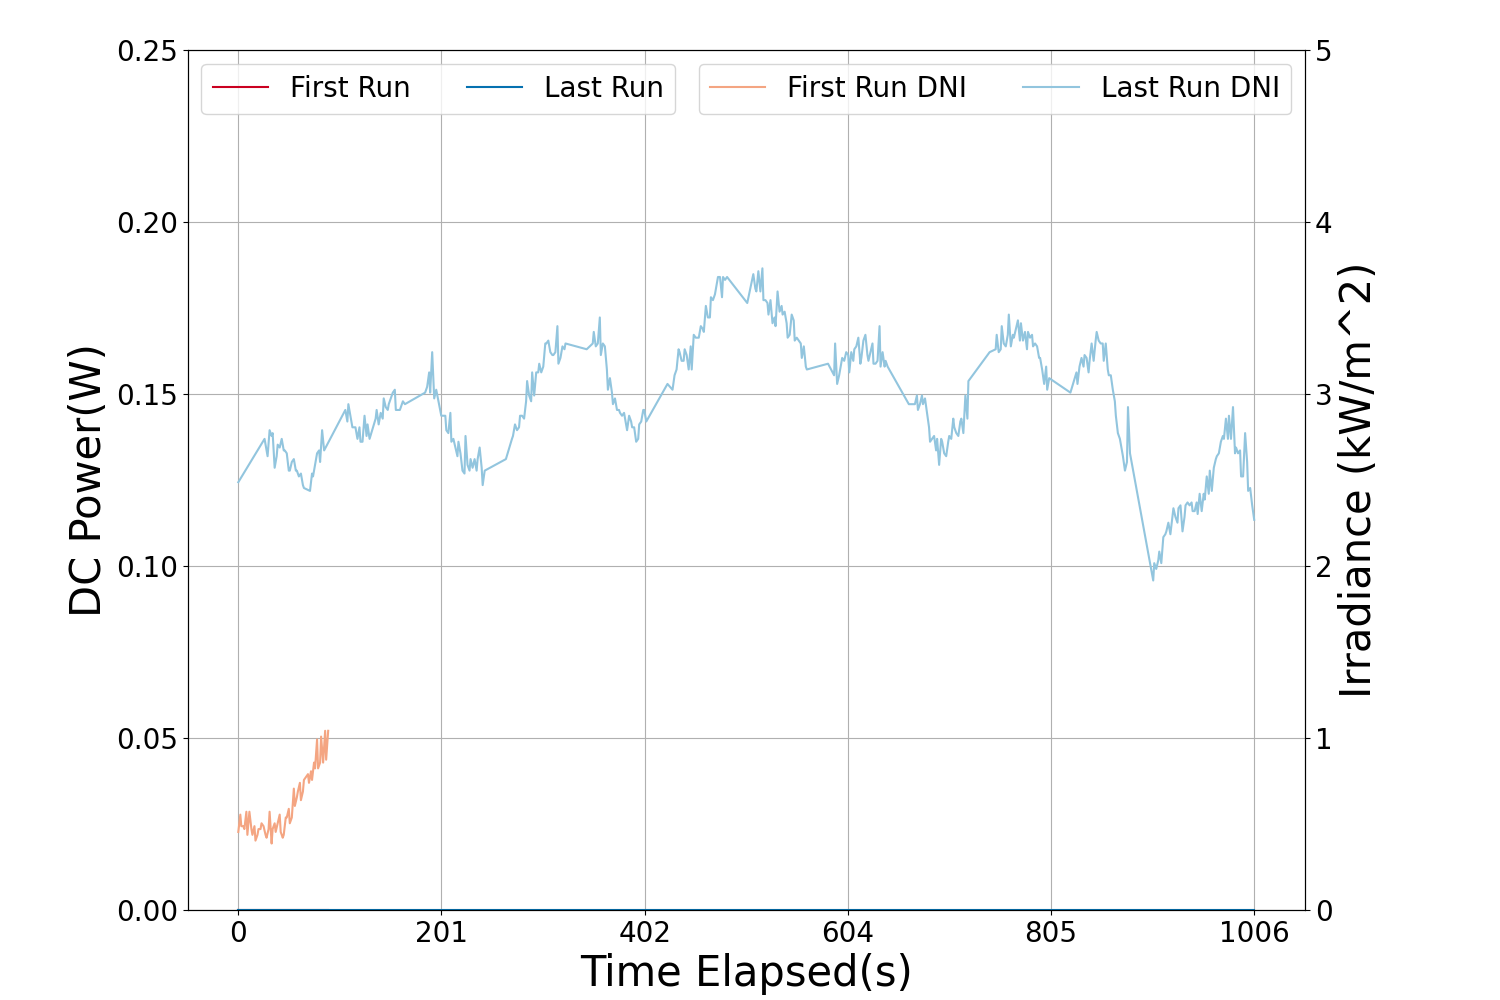 First Run
Last Run
First Run DNI
Last Run DNI
DC Power(W)
0.25
0.20
0.15
0.10
0.05
0.00
5
4
3
2
1
0
Irradiance (kW/m^2)
0 201 402 604 805 1006
Time Elapsed(s)